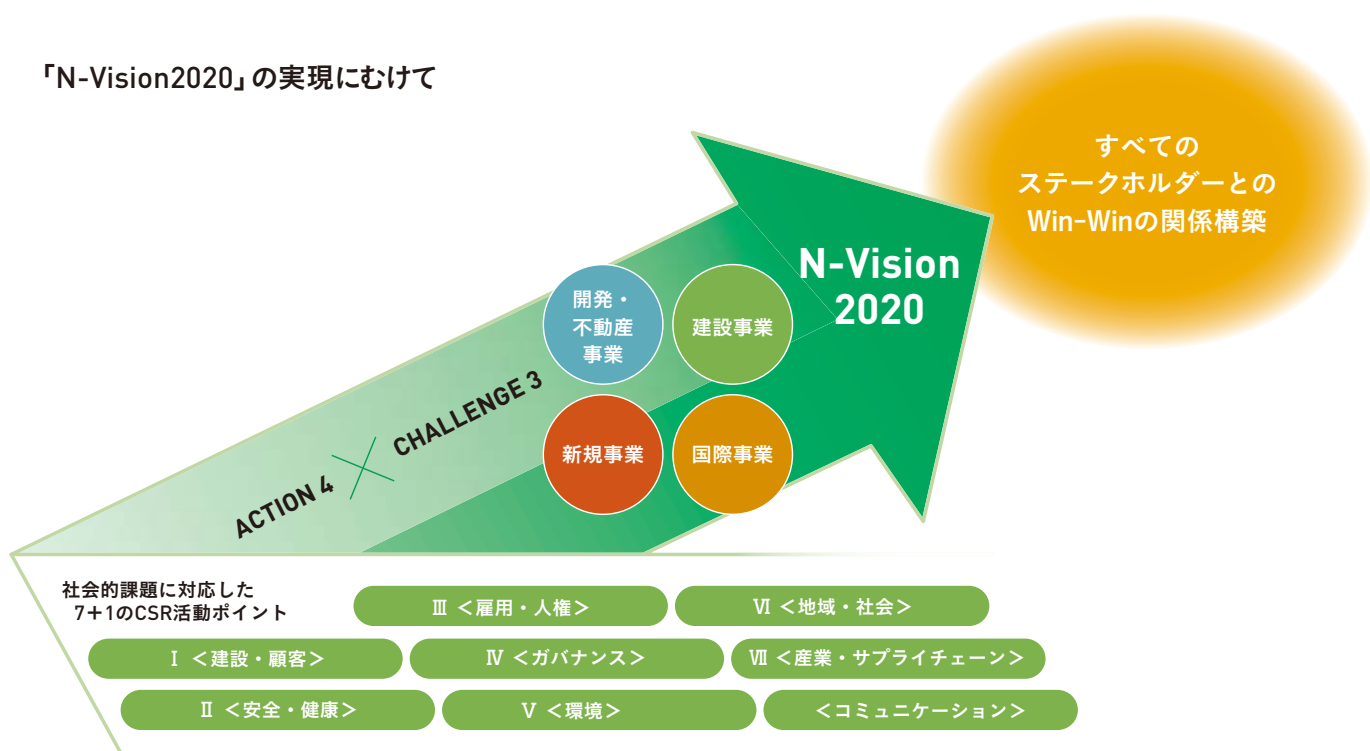 「N-Vision2020」の実現にむけて
すべての
ステークホルダーとの
Win-Winの関係構築
N-Vision
2020
開発・
不動産
事業
建設事業
新規事業
国際事業
ACTION 4
CHALLENGE 3
社会的課題に対応した
7+1のCSR活動ポイント
Ⅲ <雇用・人権>
Ⅵ <地域・社会>
Ⅰ <建設・顧客>
Ⅳ <ガバナンス>
Ⅶ <産業・サプライチェーン>
Ⅱ <安全・健康>
Ⅴ <環境>
<コミュニケーション>